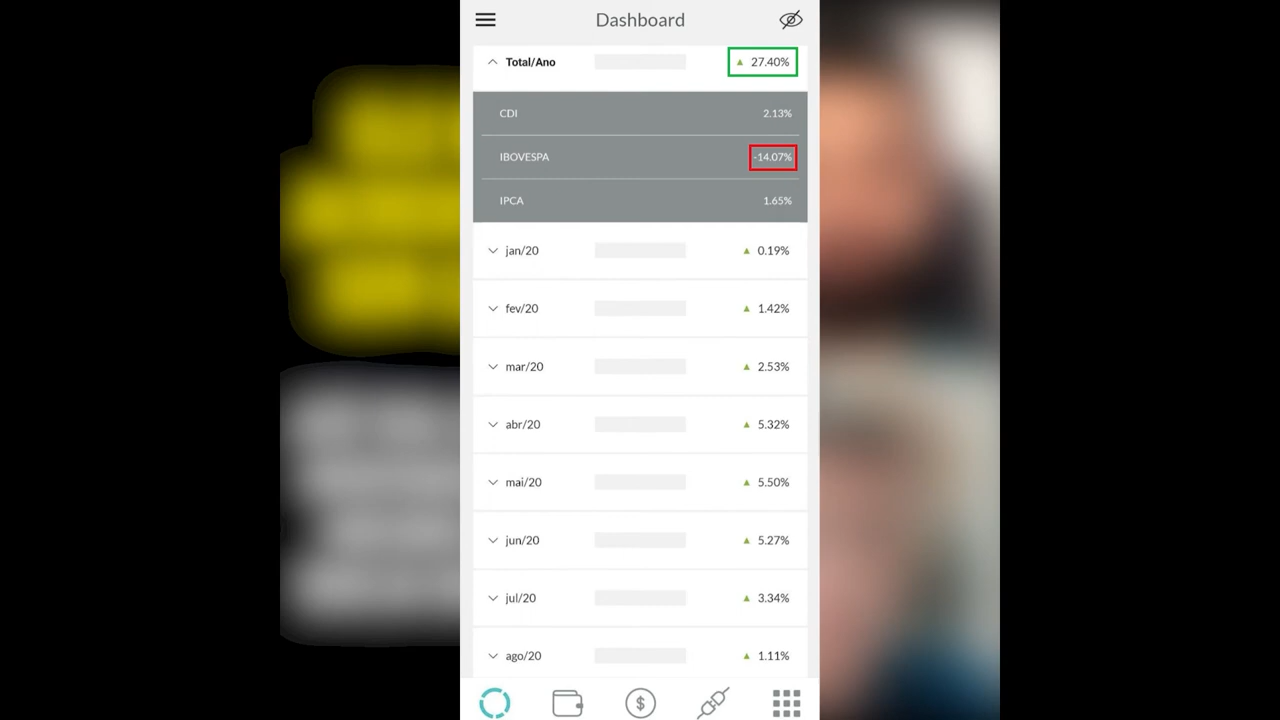 Dashboard
Total/Ano 27.40%
CDI 2.13%
IBOVESPA -14.07%
IPCA 1.65%
jan/20 0.19%
fev/20 1.42%
mar/20 2.53%
abr/20 5.32%
mai/20 5.50%
jun/20 5.27%
jul/20 3.34%
ago/20 1.11%
$